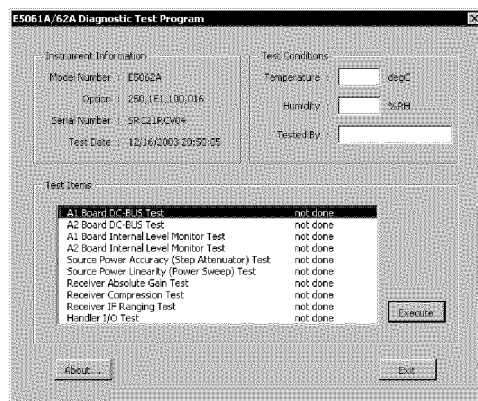 E5061A/62A Diagnostic Test Program
Instrument Information
Model Number : E5062A
Option : 250,1E1,100,016
Serial Number : SRC21RCV04
Test Date : 12/16/2003
Test Conditions
Temperature : degC
Humidity : %RH
Tested By :
Test Items
A1 Board DC-BUS Test not done
A2 Board DC-BUS Test not done
A1 Board Internal Level Monitor Test not done
A2 Board Internal Level Monitor Test not done
Source Power Accuracy (Step Attenuator) Test not done
Source Power Linearity (Power Sweep) Test not done
Receiver Absolute Gain Test not done
Receiver Compression Test not done
Receiver IF Ranging Test not done
Handler I/O Test not done
Execute
About...
Exit